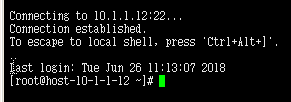 Connecting to 10.1.1.12:22...
Connection established.
To escape to local shell, press 'Ctrl+Alt+]'.
Last login: Tue Jun 26 11:13:07 2018
[root@host-10-1-1-12 ~]#